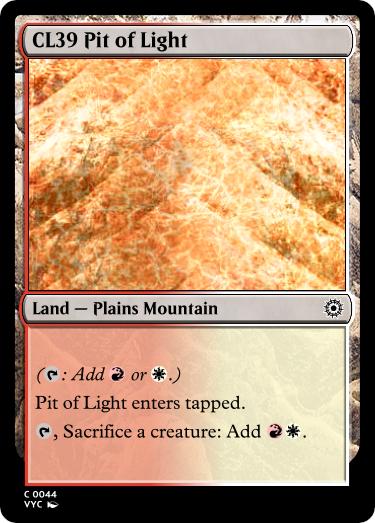 CL39 Pit of Light
Land — Plains Mountain
(: Add or .)
Pit of Light enters tapped.
, Sacrifice a creature: Add .
C 0044
VYC